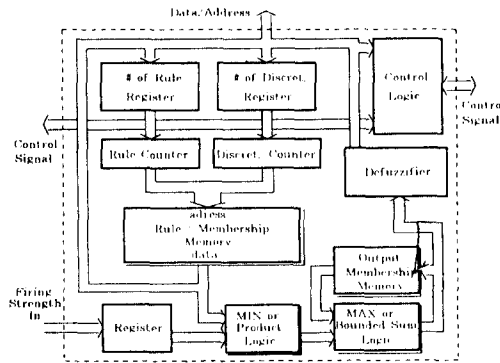 Data/Address
# of Rule
Register
# of Discret.
Register
Control
Logic
Control
Signal
Control
Signal
Rule Counter
Discret. Counter
Defuzzifier
adress
Rule / Membership
Memory
data
Output
Membership
Memory
Firing
Strength
In
Register
MIN or
Product
Logic
MAX or
Bounded Sum
Logic